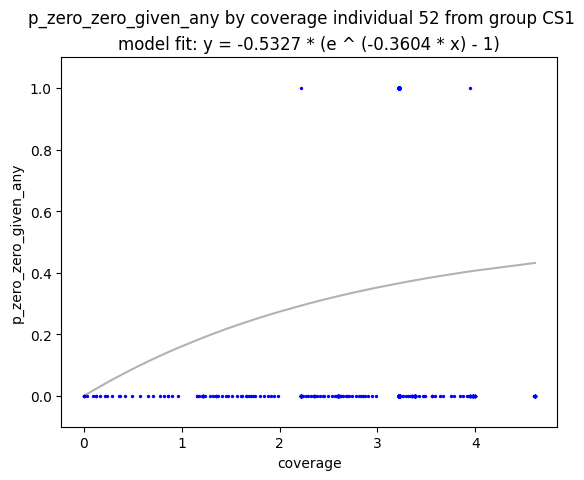 p_zero_zero_given_any by coverage individual 52 from group CS1
model fit: y = -0.5327 * (e ^ (-0.3604 * x) - 1)
1.0
0.8
0.6
0.4
0.2
0.0
p_zero_zero_given_any
0 1 2 3 4
coverage